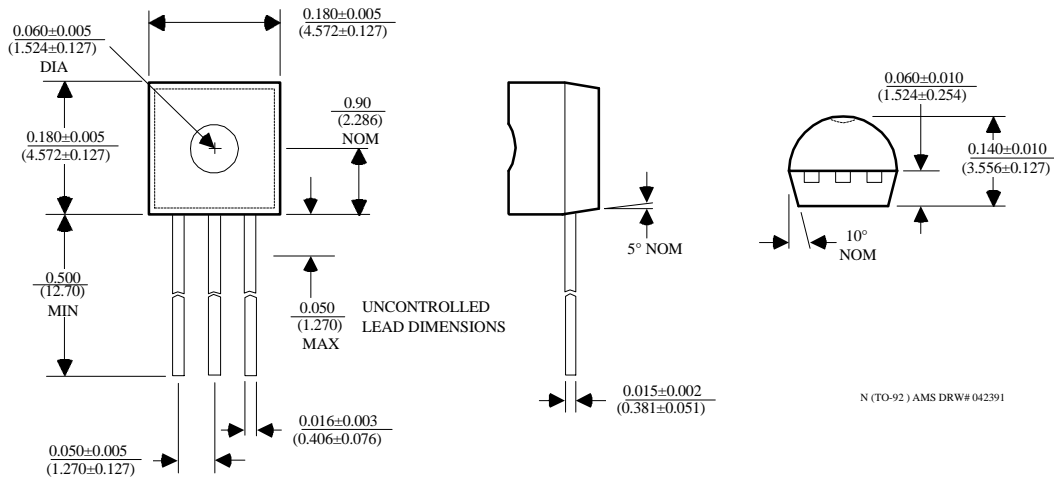 0.060±0.005
(1.524±0.127)
DIA
0.180±0.005
(4.572±0.127)
0.180±0.005
(4.572±0.127)
0.90
(2.286)
NOM
0.500
(12.70)
MIN
0.050
(1.270)
MAX
UNCONTROLLED
LEAD DIMENSIONS
0.016±0.003
(0.406±0.076)
0.050±0.005
(1.270±0.127)
5° NOM
0.015±0.002
(0.381±0.051)
0.060±0.010
(1.524±0.254)
0.140±0.010
(3.556±0.127)
10°
NOM
N (TO-92 ) AMS DRW# 042391